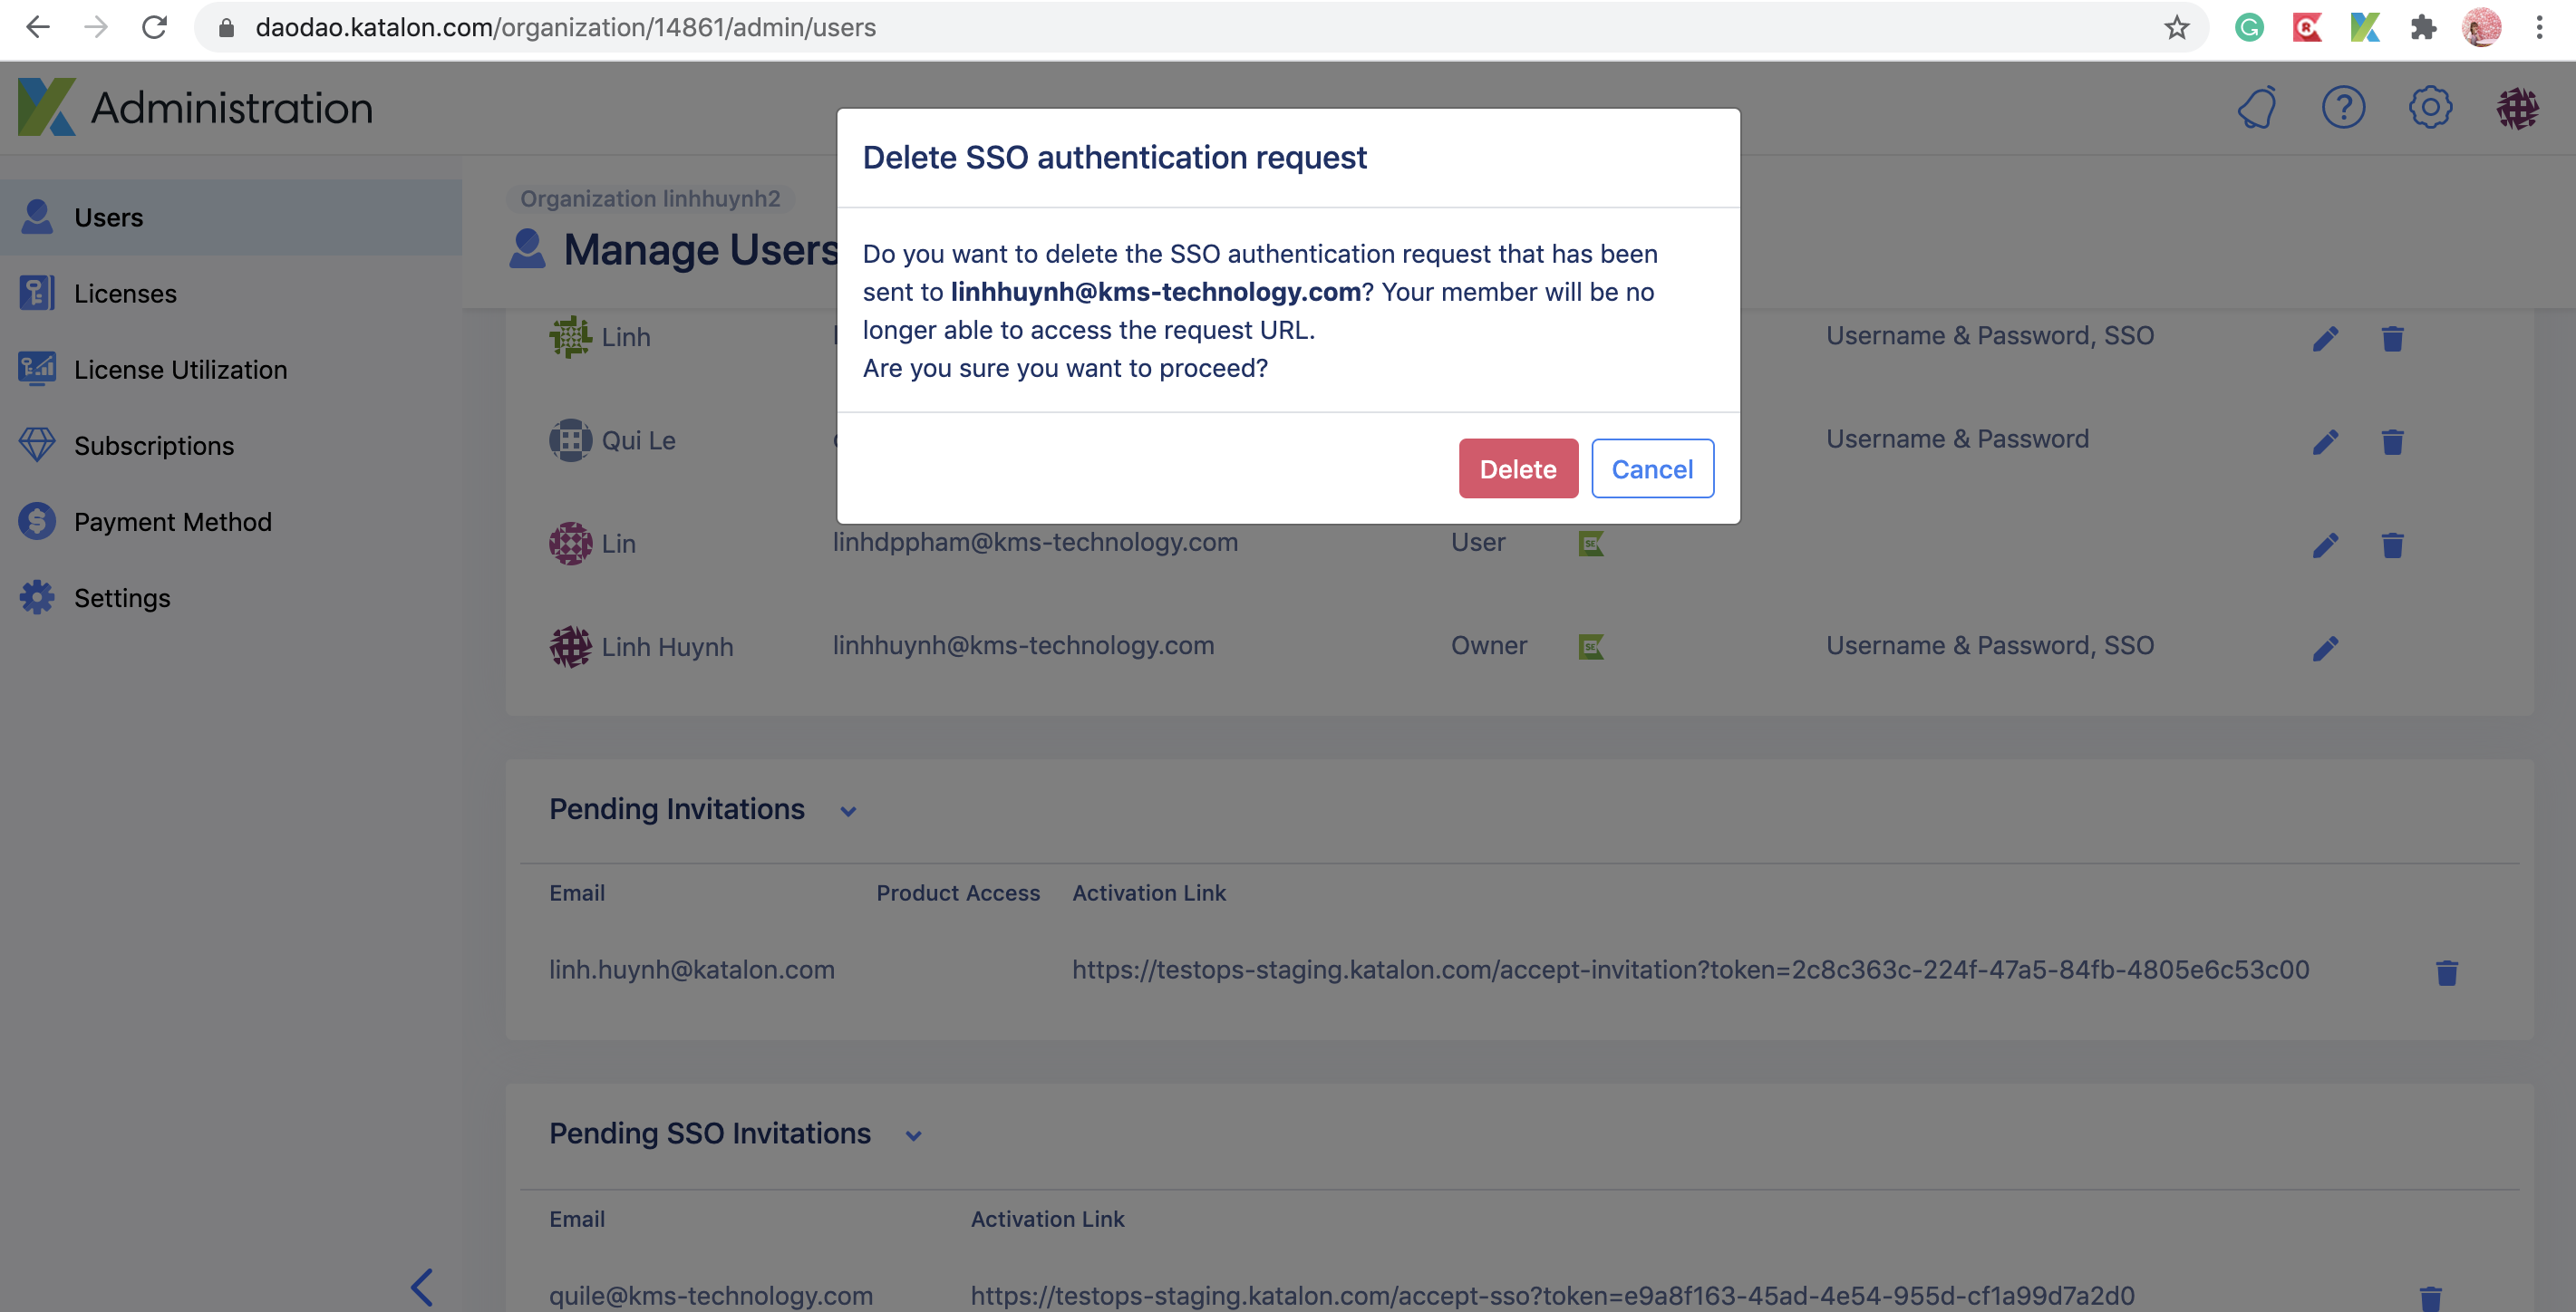 daodao.katalon.com/organization/14861/admin/users
Administration
Users
Licenses
License Utilization
Subscriptions
Payment Method
Settings
Organization linhhuynh2
Manage Users
Delete SSO authentication request
Do you want to delete the SSO authentication request that has been
sent to linhhuynh@kms-technology.com? Your member will be no
longer able to access the request URL.
Are you sure you want to proceed?
Delete Cancel
Linh Username & Password, SSO
Qui Le Username & Password
Lin linhdppham@kms-technology.com User SE
Linh Huynh linhhuynh@kms-technology.com Owner SE Username & Password, SSO
Pending Invitations
Email Product Access Activation Link
linh.huynh@katalon.com https://testops-staging.katalon.com/accept-invitation?token=2c8c363c-224f-47a5-84fb-4805e6c53c00
Pending SSO Invitations
Email Activation Link
quile@kms-technology.com https://testops-staging.katalon.com/accept-sso?token=e9a8f163-45ad-4e54-955d-cf1a99d7a2d0